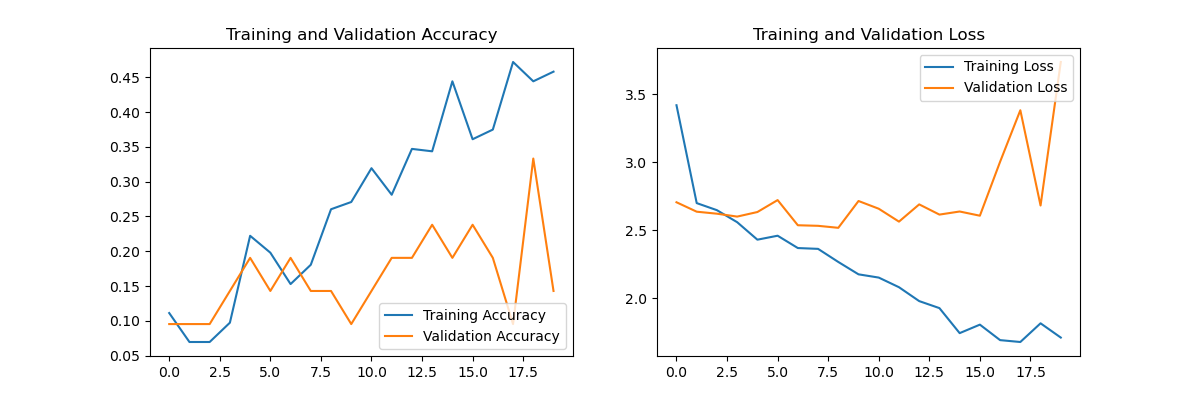 Training and Validation Accuracy
0.45
0.40
0.35
0.30
0.25
0.20
0.15
0.10
0.05
0.0 2.5 5.0 7.5 10.0 12.5 15.0 17.5
Training Accuracy
Validation Accuracy
Training and Validation Loss
3.5
3.0
2.5
2.0
0.0 2.5 5.0 7.5 10.0 12.5 15.0 17.5
Training Loss
Validation Loss